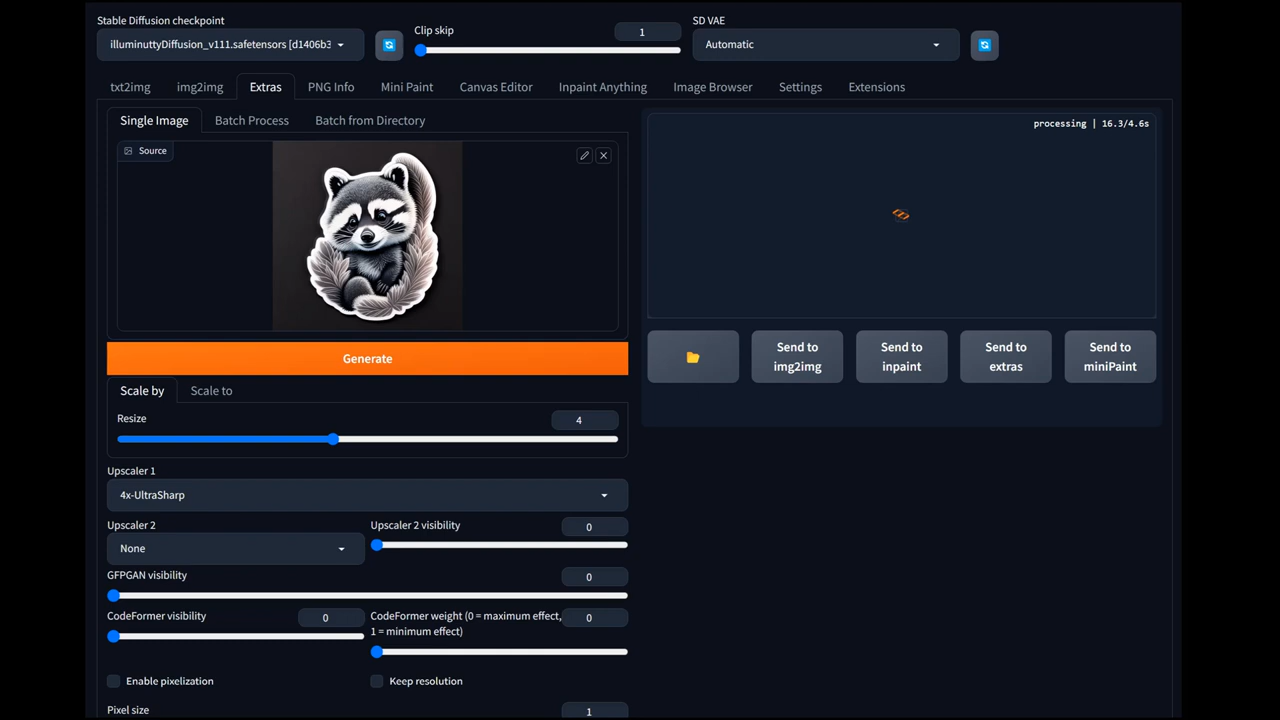 Stable Diffusion checkpoint
illuminuttyDiffusion_v111.safetensors [d1406b3
Clip skip
1
SD VAE
Automatic
txt2img
img2img
Extras
PNG Info
Mini Paint
Canvas Editor
Inpaint Anything
Image Browser
Settings
Extensions
Single Image
Batch Process
Batch from Directory
Source
processing | 16.3/4.6s
Generate
Send to
img2img
Send to
inpaint
Send to
extras
Send to
miniPaint
Scale by
Scale to
Resize
4
Upscaler 1
4x-UltraSharp
Upscaler 2
None
Upscaler 2 visibility
0
GFPGAN visibility
0
CodeFormer visibility
0
CodeFormer weight (0 = maximum effect,
1 = minimum effect)
0
Enable pixelization
Keep resolution
Pixel size
1